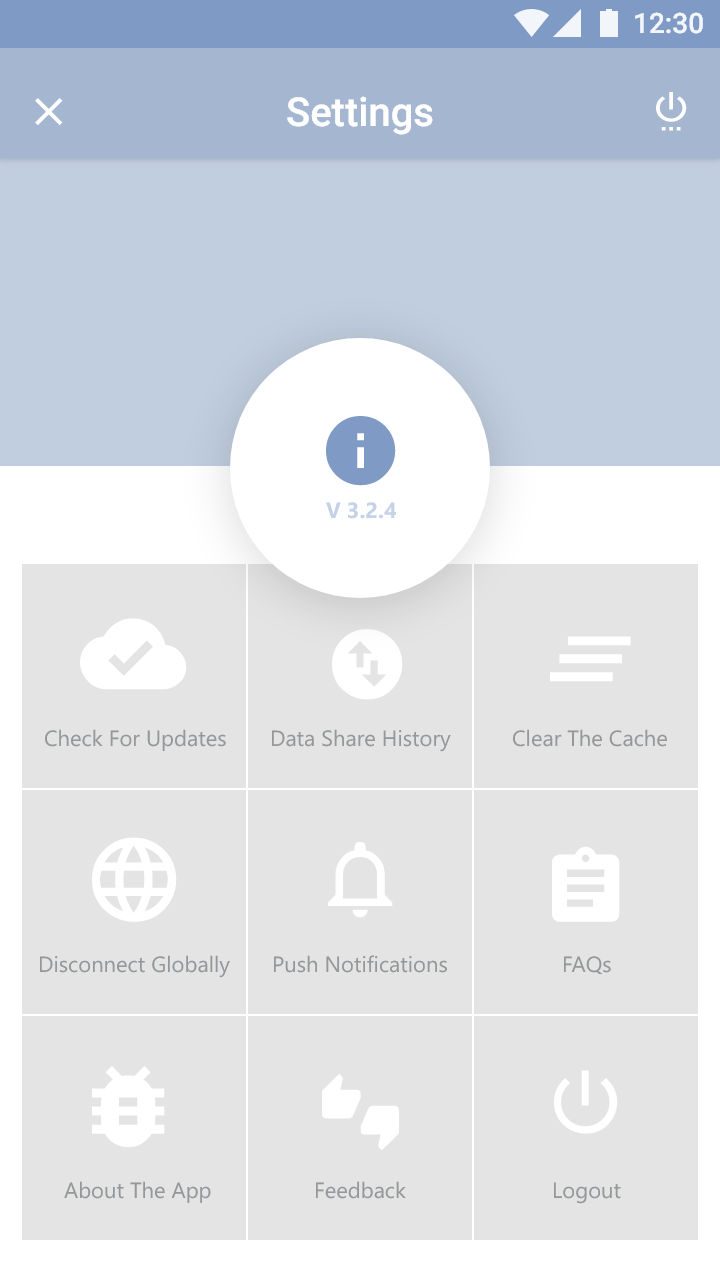 12:30
Settings
V 3.2.4
Check For Updates
Data Share History
Clear The Cache
Disconnect Globally
Push Notifications
FAQs
About The App
Feedback
Logout